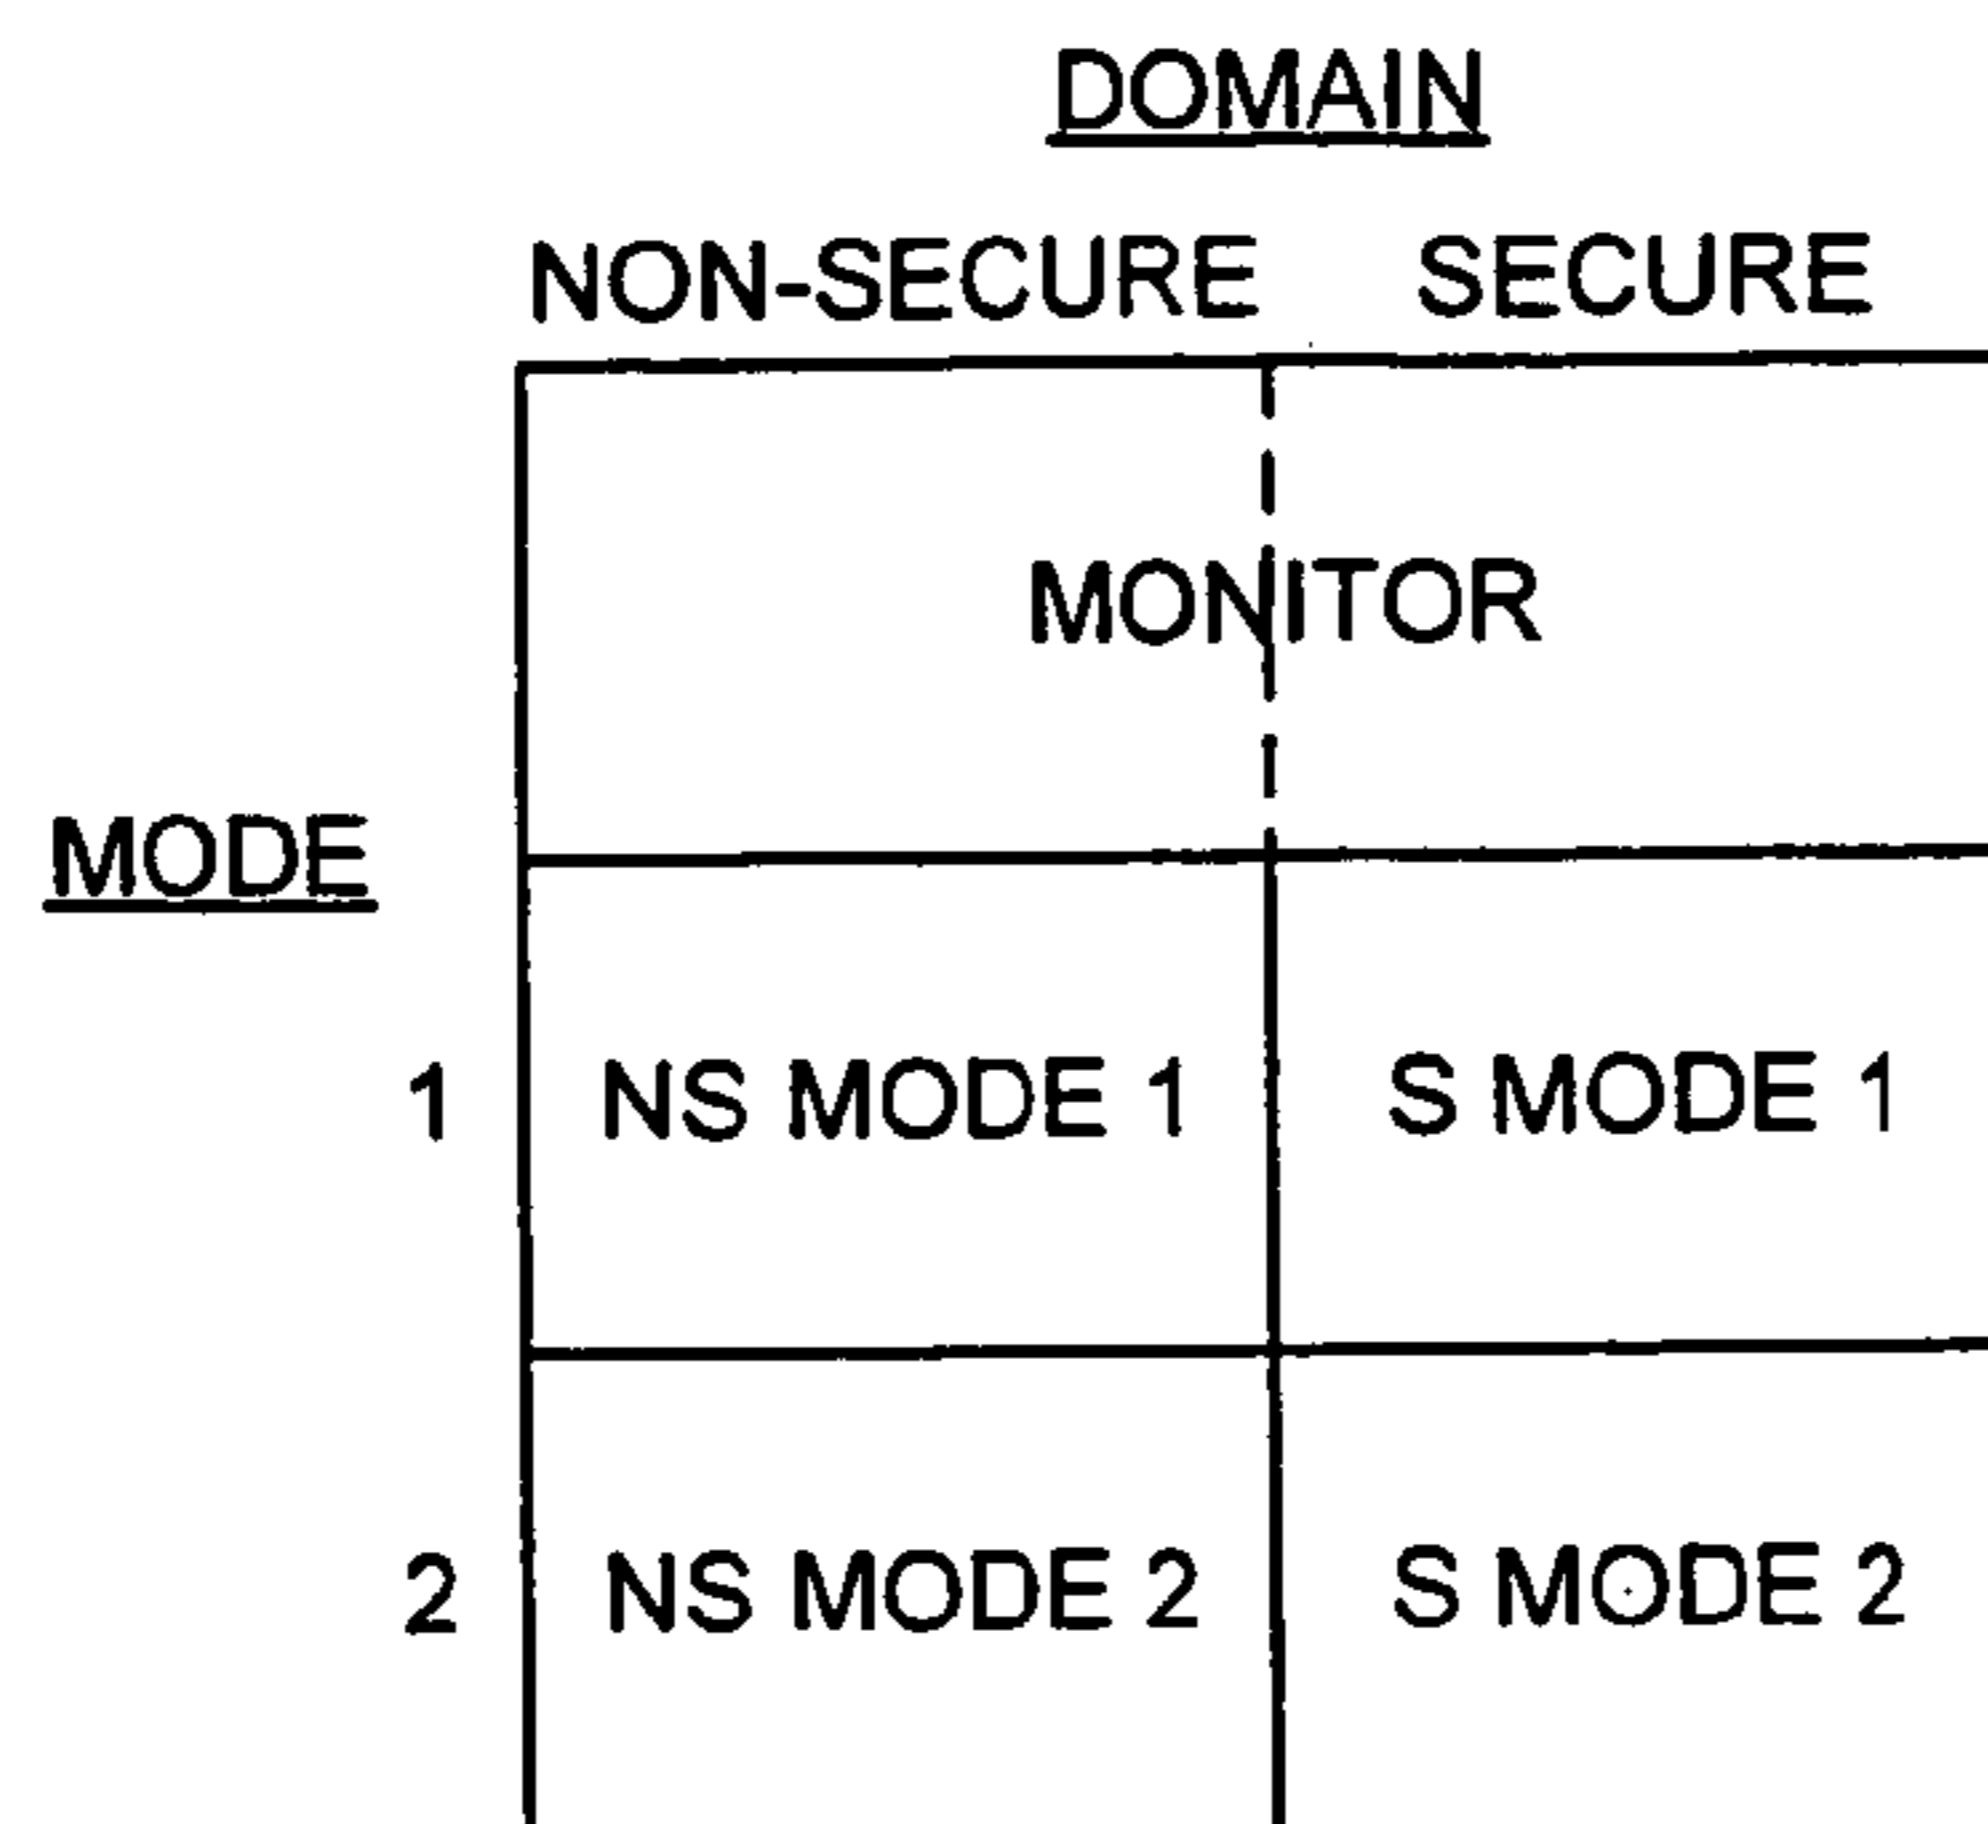 DOMAIN
NON-SECURE SECURE
MONITOR
MODE
1 NS MODE 1 S MODE 1
2 NS MODE 2 S MODE 2